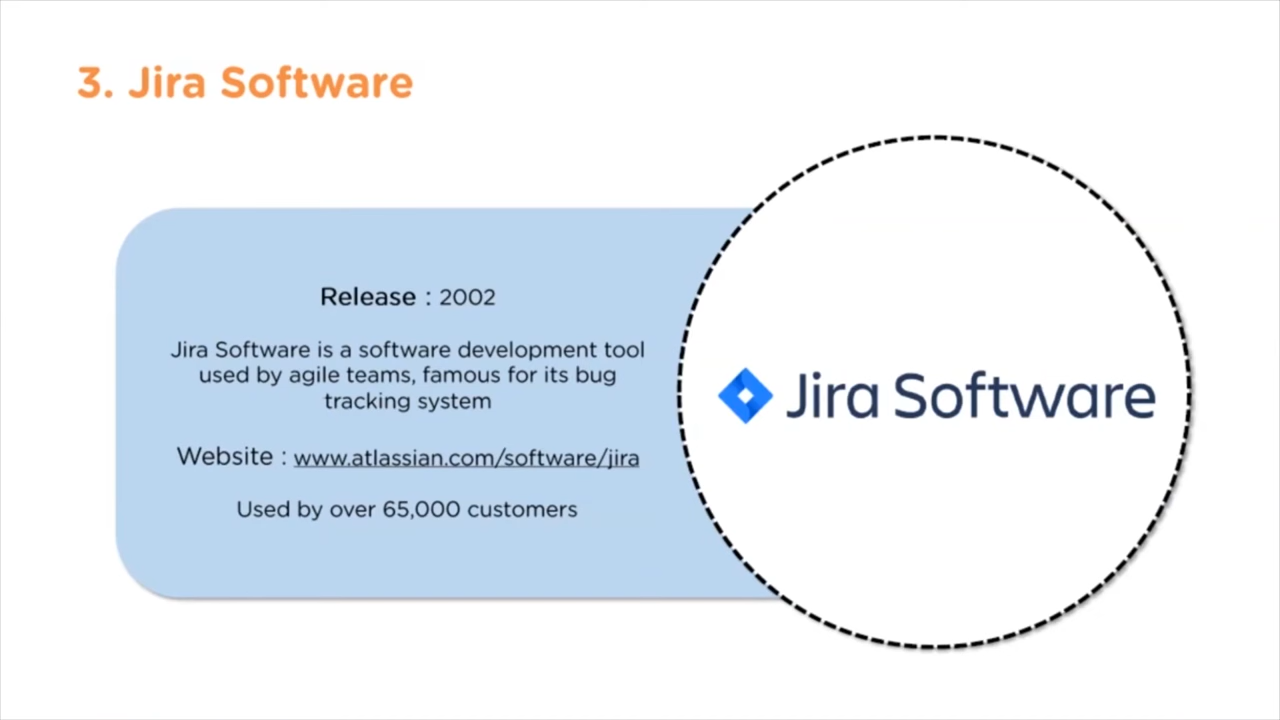 3. Jira Software
Release : 2002
Jira Software is a software development tool
used by agile teams, famous for its bug
tracking system
Website : www.atlassian.com/software/jira
Used by over 65,000 customers
Jira Software